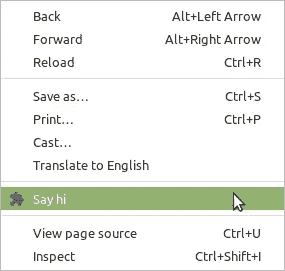 Back Alt+Left Arrow
Forward Alt+Right Arrow
Reload Ctrl+R
Save as... Ctrl+S
Print... Ctrl+P
Cast...
Translate to English
Say hi
View page source Ctrl+U
Inspect Ctrl+Shift+I